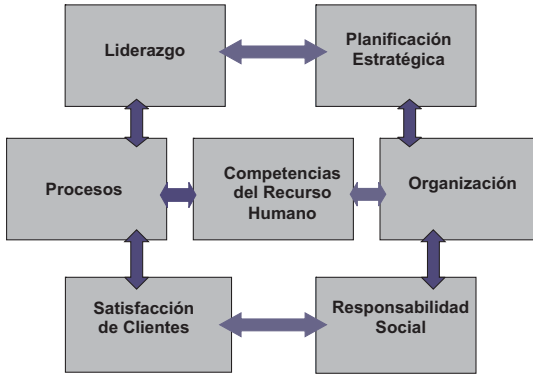 Liderazgo
Planificación
Estratégica
Procesos
Competencias
del Recurso
Humano
Organización
Satisfacción
de Clientes
Responsabilidad
Social